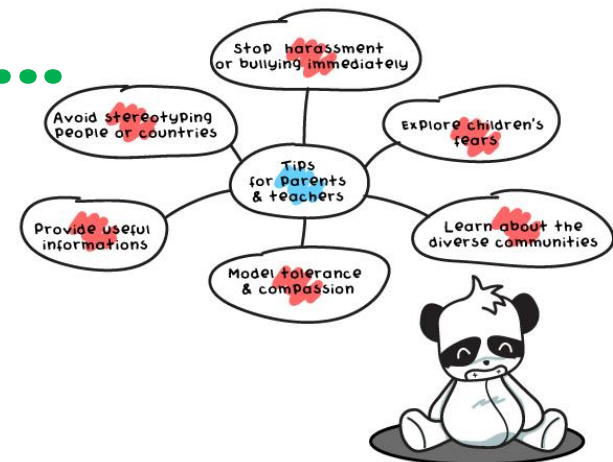 Stop harassment
or bullying immediately
Avoid stereotyping
people or countries
Explore children's
fears
Tips
for parents
& teachers
Provide useful
informations
Learn about the
diverse communities
Model tolerance
& compassion